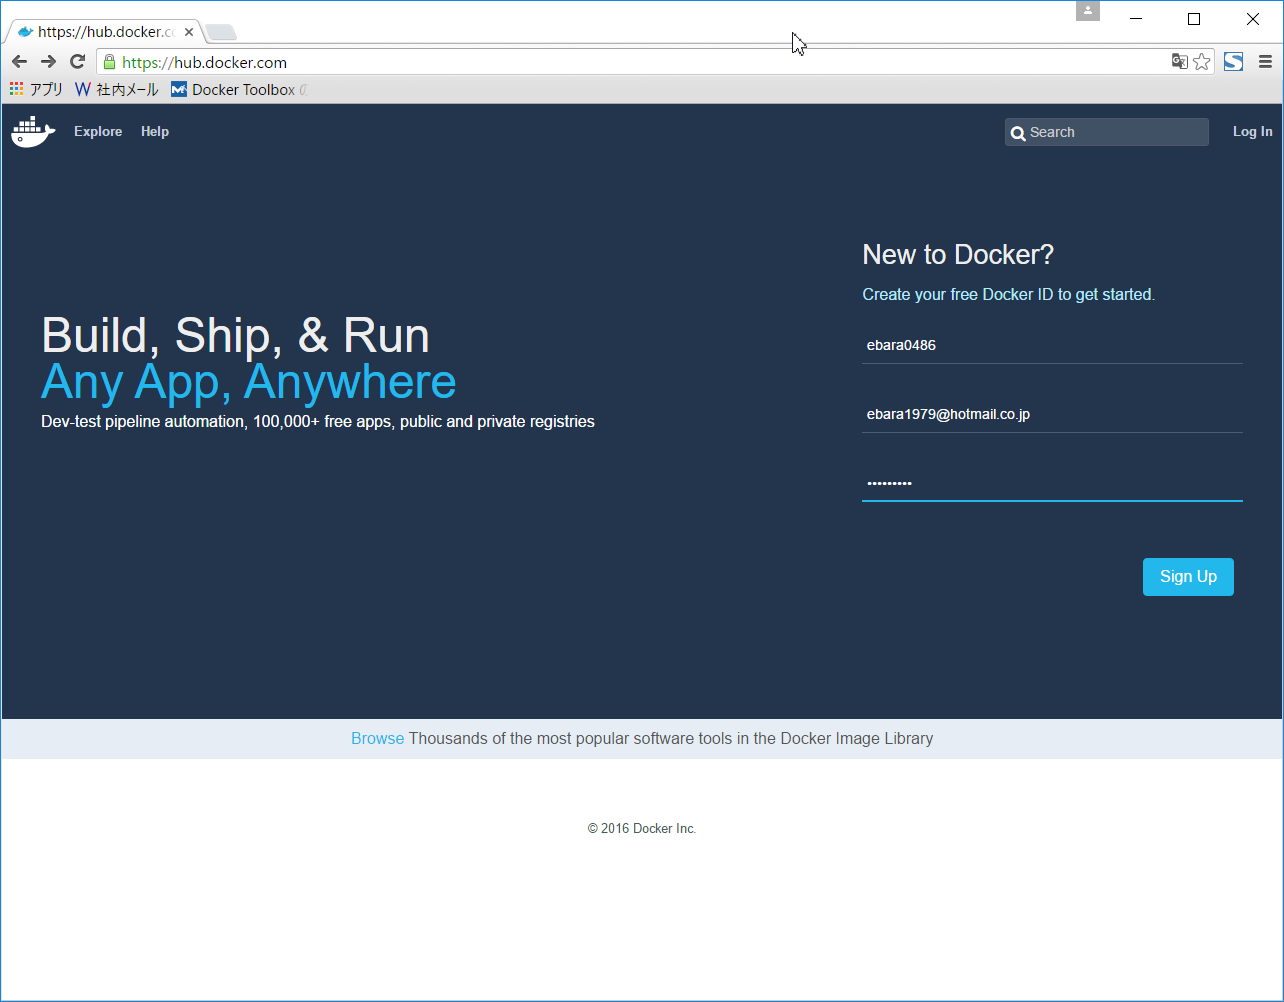 https://hub.docker.c
https://hub.docker.com
アプリ
社内メール
Docker Toolbox
Explore
Help
Search
Log In
New to Docker?
Create your free Docker ID to get started.
ebara0486
ebara1979@hotmail.co.jp
•••••••••
Build, Ship, & Run
Any App, Anywhere
Dev-test pipeline automation, 100,000+ free apps, public and private registries
Sign Up
Browse Thousands of the most popular software tools in the Docker Image Library
© 2016 Docker Inc.